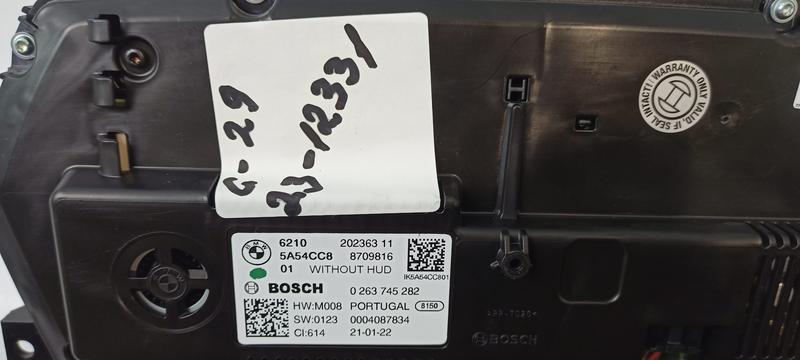 G-29
23-12331
H
WARRANTY ONLY VALID, IF SEAL INTACT!
BMW
6210 202363 11
5A54CC8 8709816
01 WITHOUT HUD
IK5A54CC801
BOSCH 0 263 745 282
HW:M008 PORTUGAL 8150
SW:0123 0004087834
CI:614 21-01-22
BOSCH